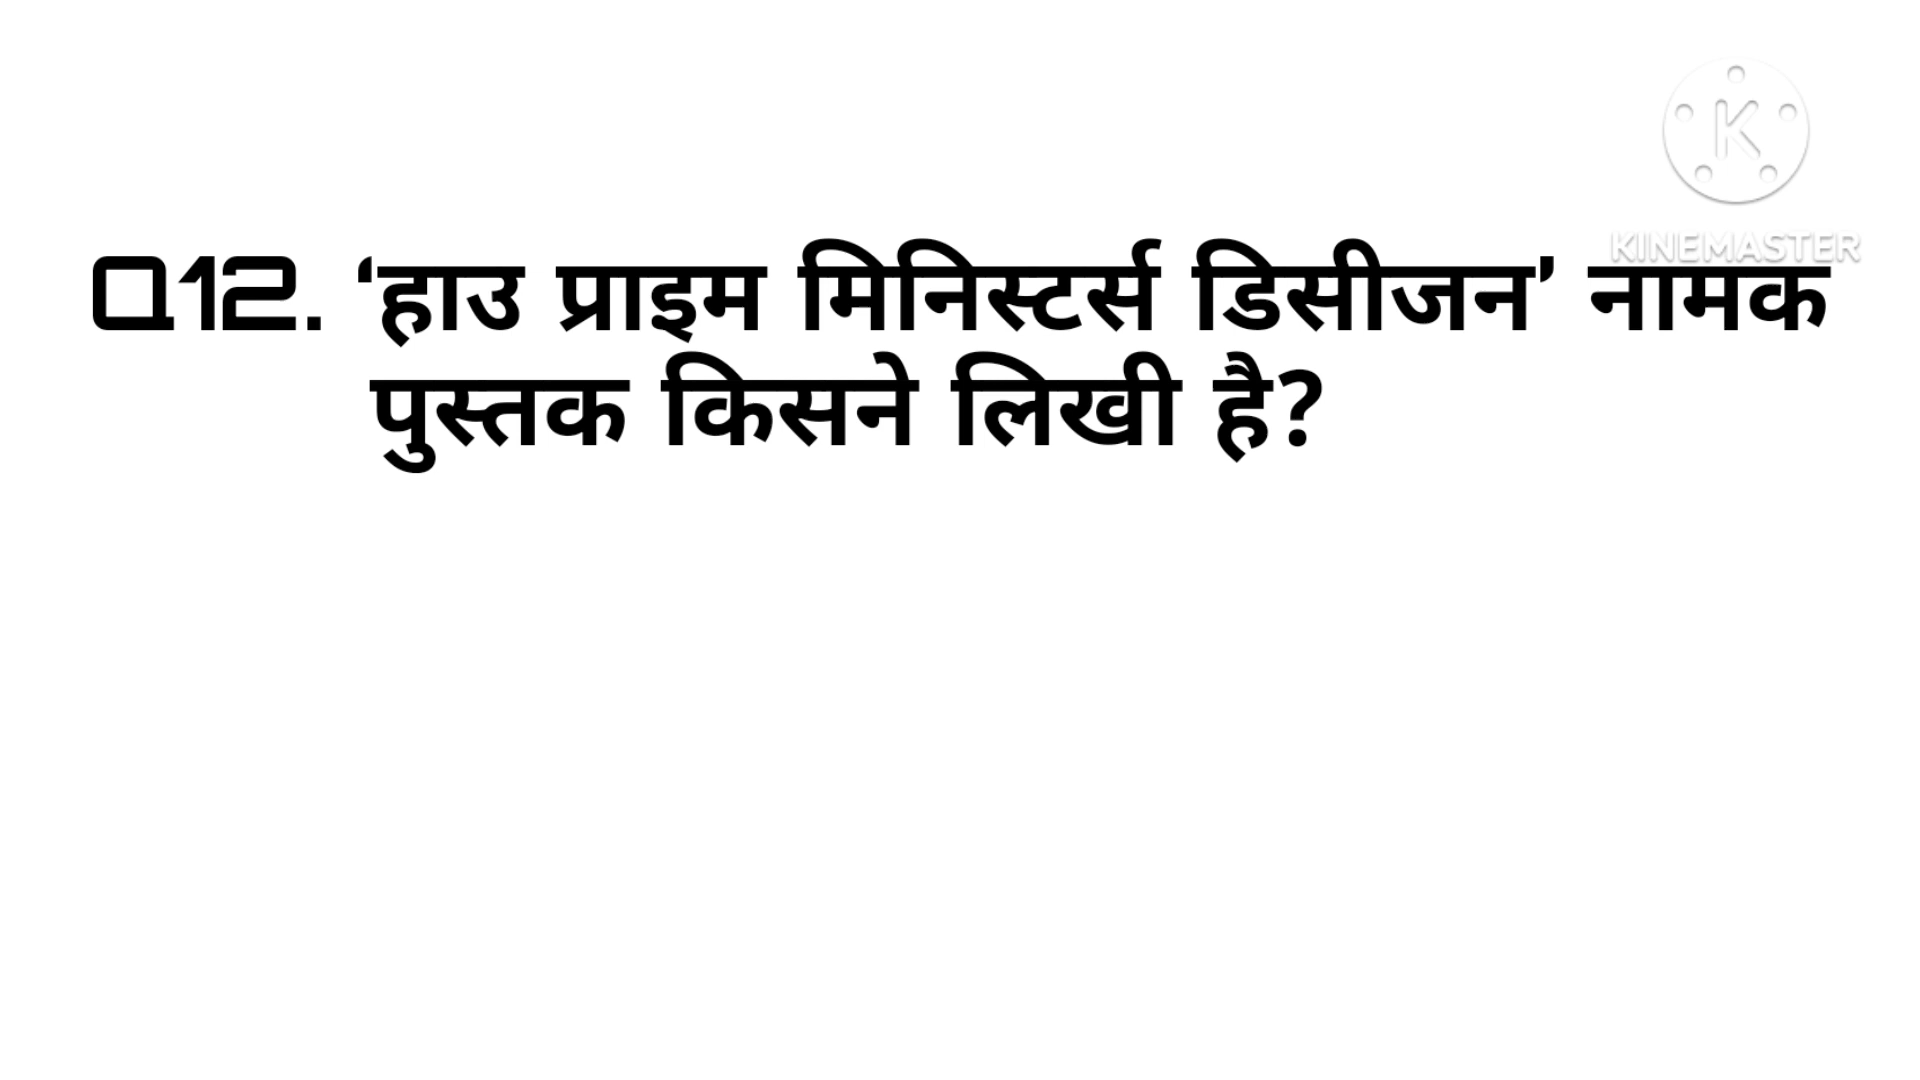 KINEMASTER
Q12. ‘हाउ प्राइम मिनिस्टर्स डिसीजन’ नामक
पुस्तक किसने लिखी है?